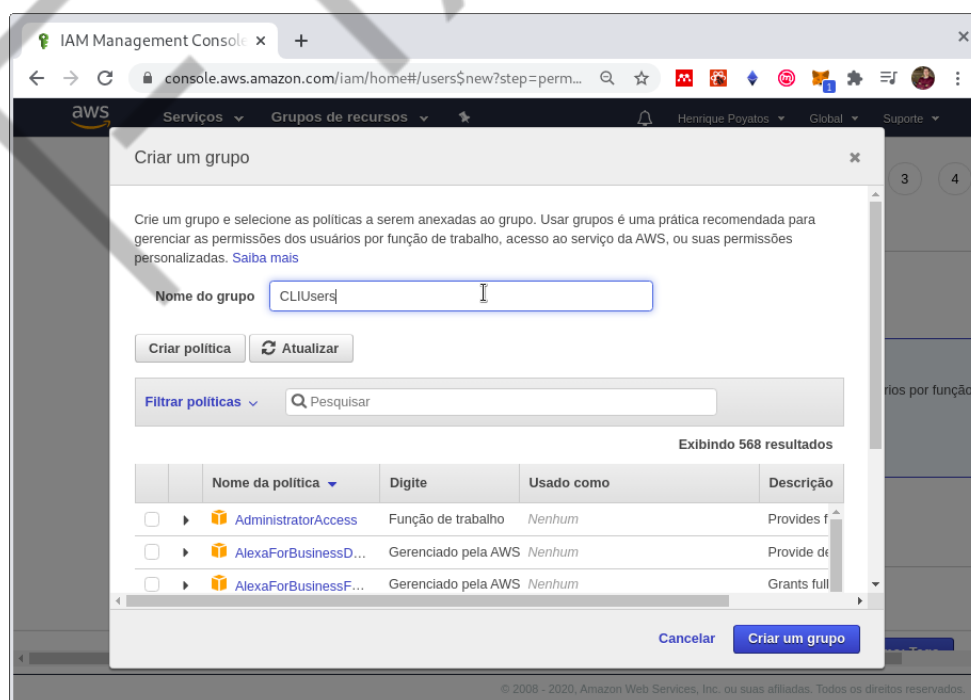 IAM Management Console
console.aws.amazon.com/iam/home#/users$new?step=perm...
1
aws
Serviços
Grupos de recursos
Henrique Poyatos
Global
Suporte
Criar um grupo
3
4
Crie um grupo e selecione as políticas a serem anexadas ao grupo. Usar grupos é uma prática recomendada para
gerenciar as permissões dos usuários por função de trabalho, acesso ao serviço da AWS, ou suas permissões
personalizadas. Saiba mais
Nome do grupo CLIUsers
Criar política Atualizar
rios por função
Filtrar políticas Pesquisar
Exibindo 568 resultados
Nome da política Digite Usado como Descrição
AdministratorAccess Função de trabalho Nenhum Provides f
AlexaForBusinessD... Gerenciado pela AWS Nenhum Provide de
AlexaForBusinessF... Gerenciado pela AWS Nenhum Grants full
Cancelar Criar um grupo
© 2008 - 2020, Amazon Web Services, Inc. ou suas afiliadas. Todos os direitos reservados.